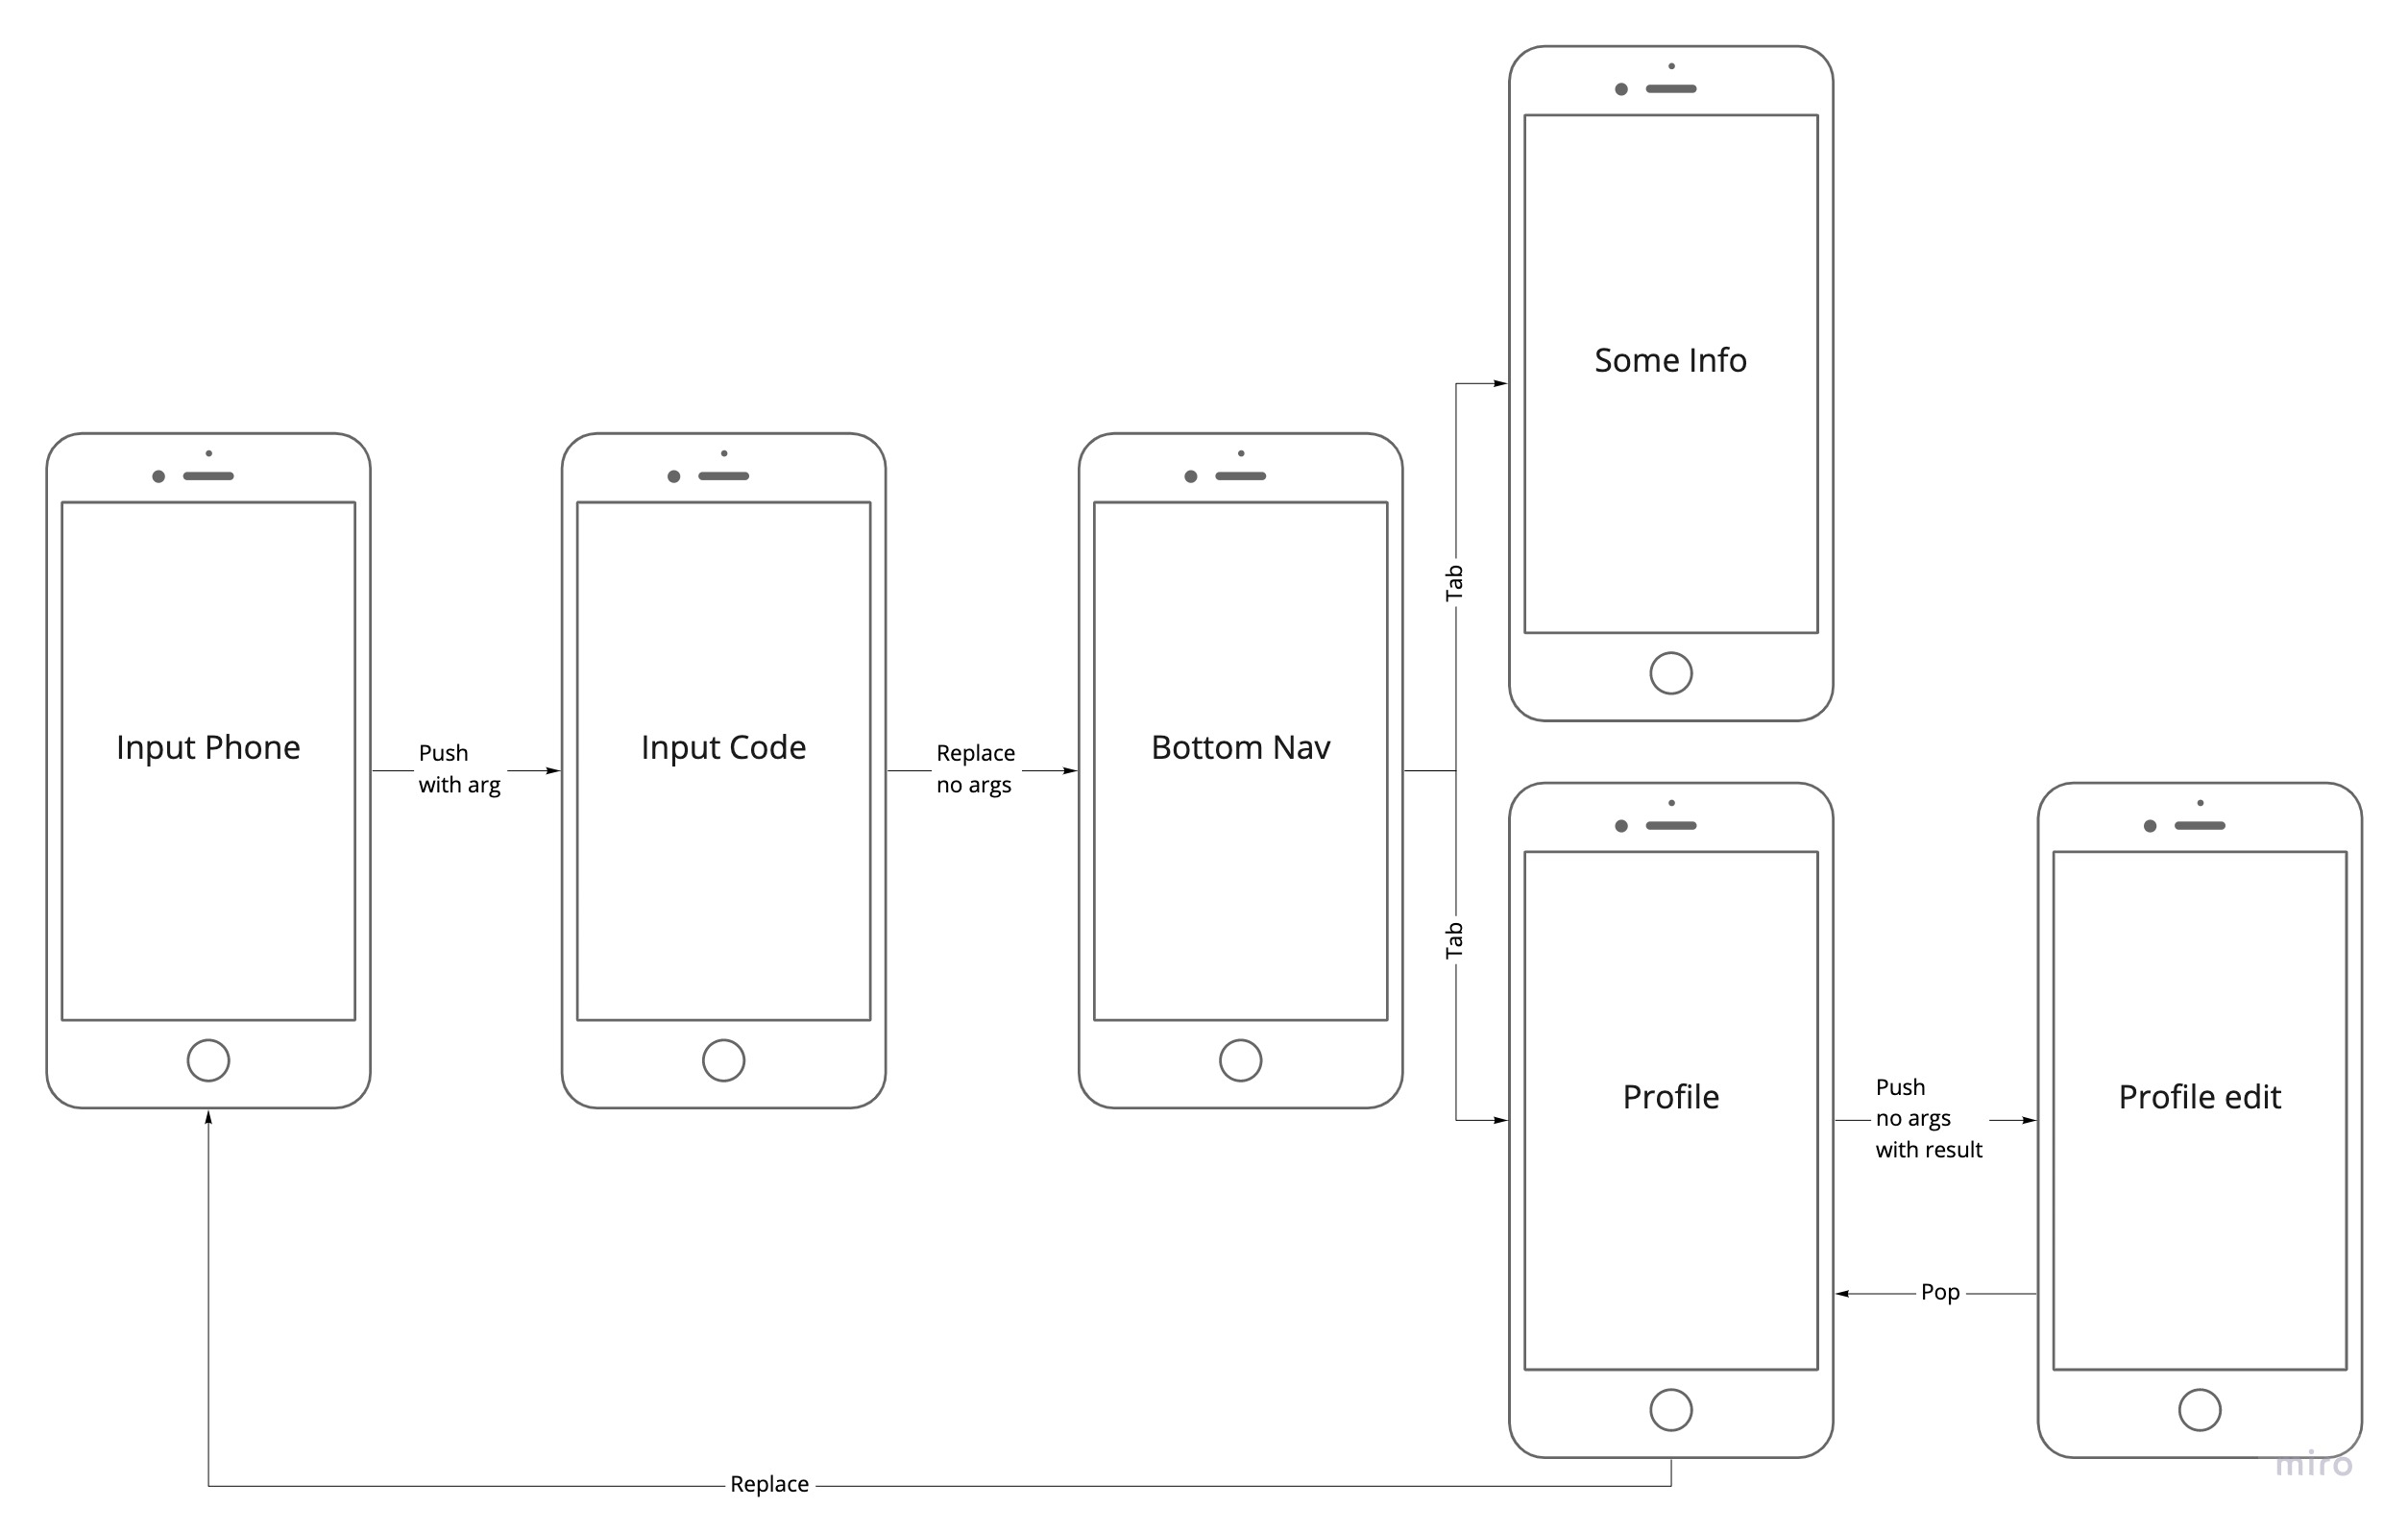 Some Info
Tab
Input Phone
Push
with arg
Input Code
Replace
no args
Bottom Nav
Tab
Profile
Push
no args
with result
Profile edit
Pop
Replace
miro